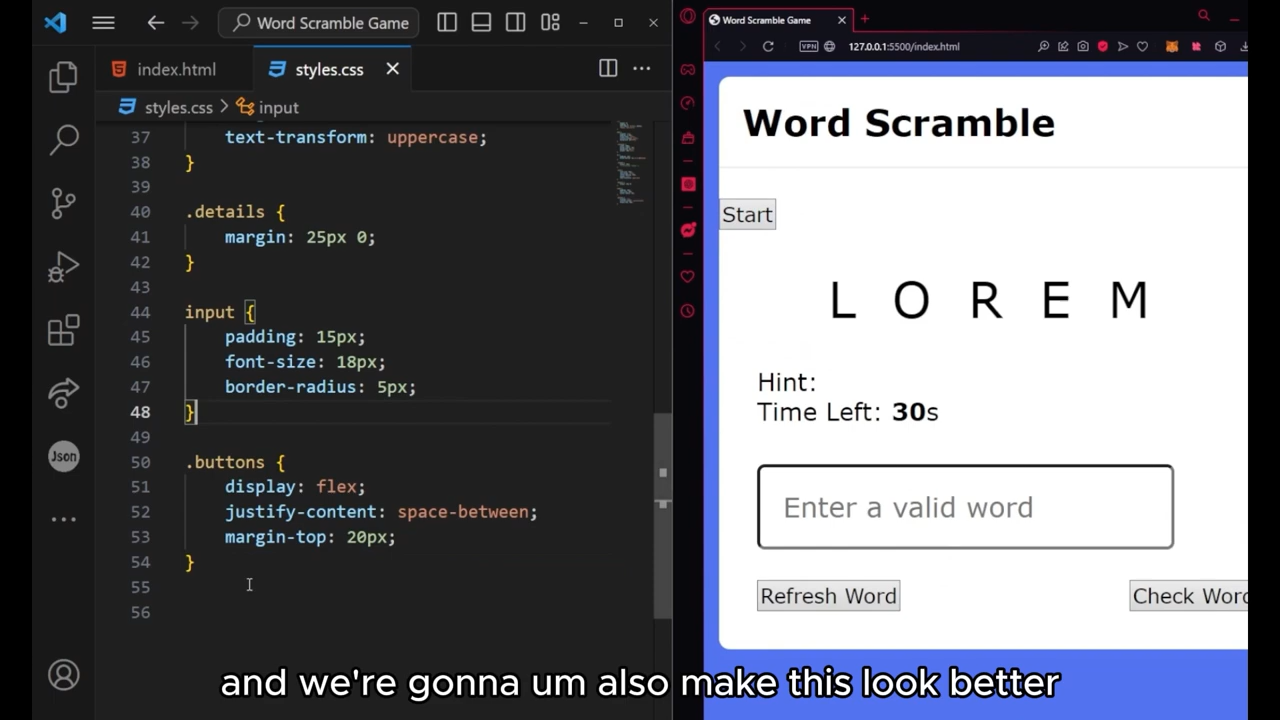 Word Scramble Game
index.html
styles.css
styles.css > input
37 text-transform: uppercase;
38 }
39
40 .details {
41 margin: 25px 0;
42 }
43
44 input {
45 padding: 15px;
46 font-size: 18px;
47 border-radius: 5px;
48 }
49
50 .buttons {
51 display: flex;
52 justify-content: space-between;
53 margin-top: 20px;
54 }
55
56
Json
Word Scramble Game
VPN 127.0.0.1:5500/index.html
Word Scramble
Start
L O R E M
Hint:
Time Left: 30s
Enter a valid word
Refresh Word
Check Word
and we're gonna um also make this look better